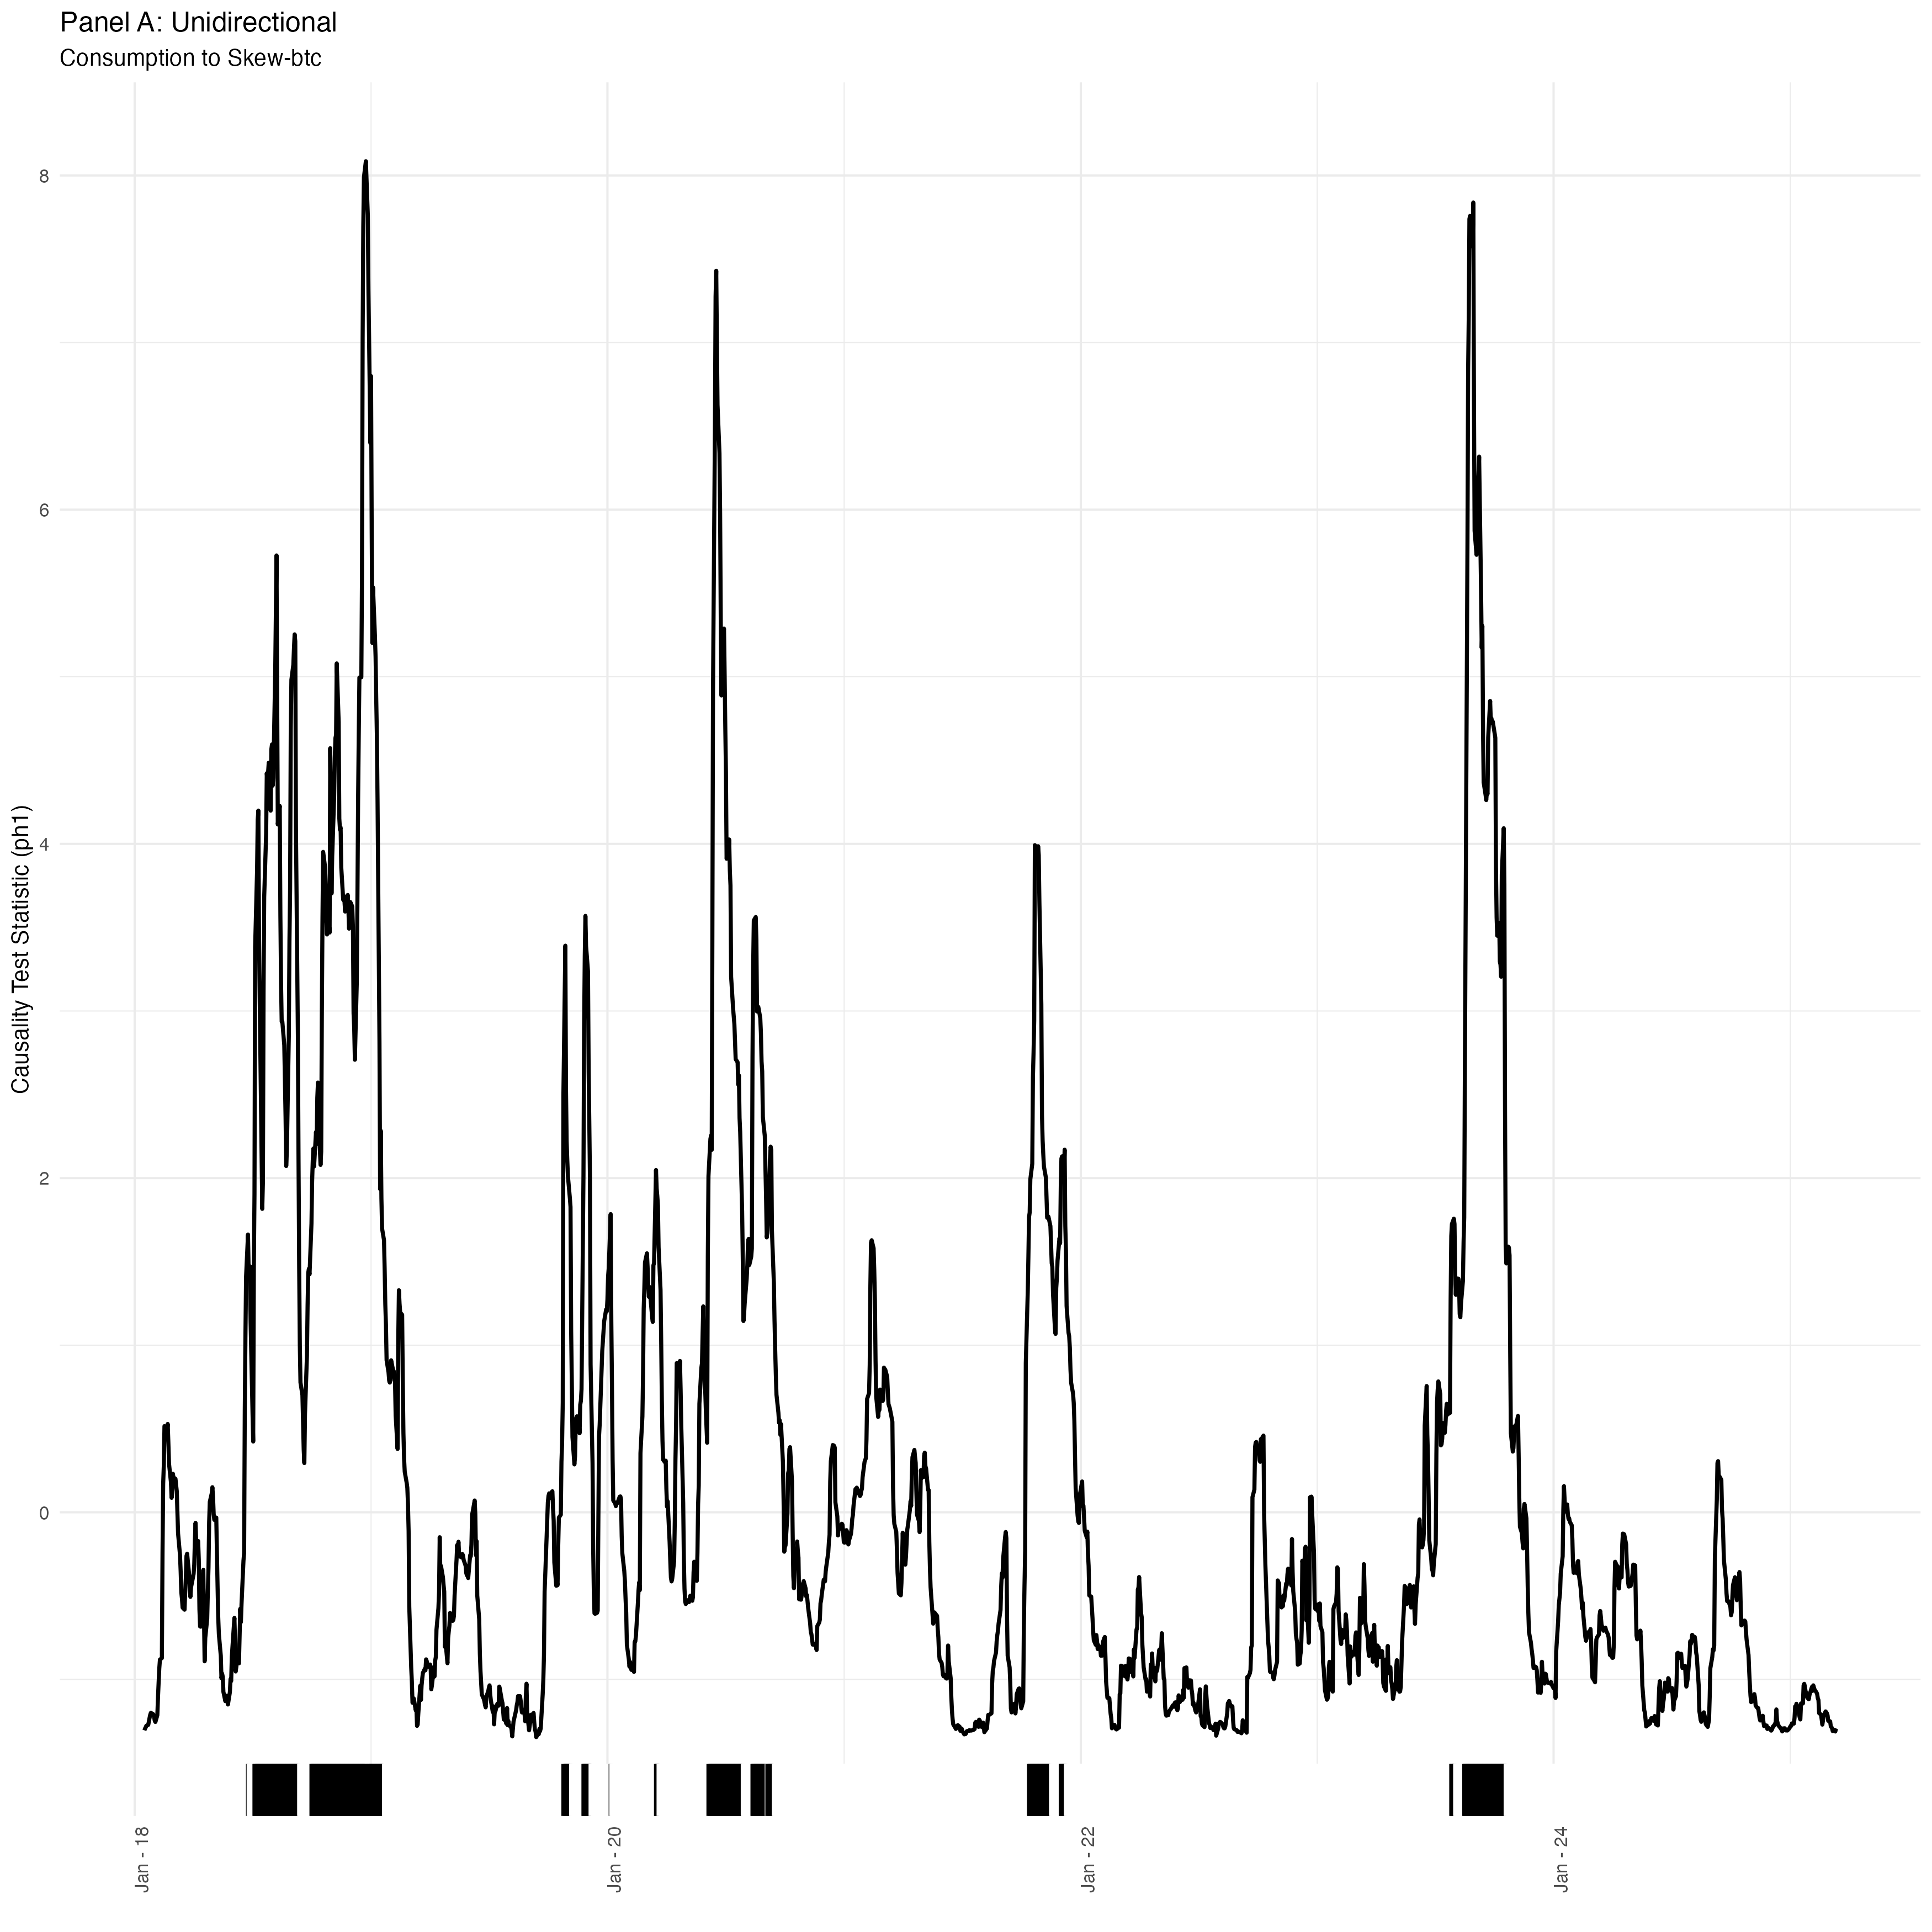 Panel A: Unidirectional
Consumption to Skew-btc
Causality Test Statistic (ph1)
8
6
4
2
0
Jan - 18
Jan - 20
Jan - 22
Jan - 24